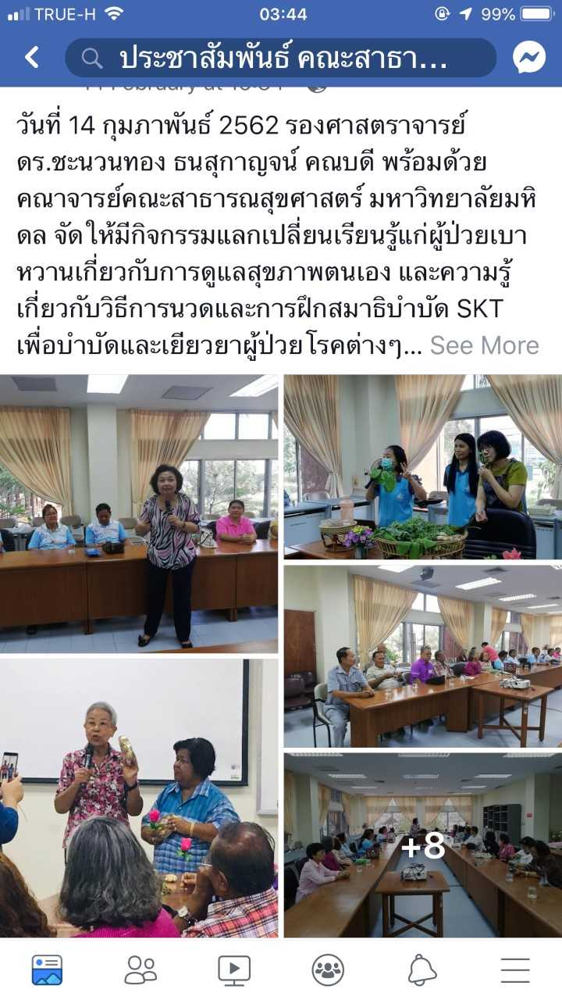 TRUE-H 03:44 99%
ประชาสัมพันธ์ คณะสาธา...
วันที่ 14 กุมภาพันธ์ 2562 รองศาสตราจารย์
ดร.ชะนวนทอง ธนสุกาญจน์ คณบดี พร้อมด้วย
คณาจารย์คณะสาธารณสุขศาสตร์ มหาวิทยาลัยมหิ
ดล จัดให้มีกิจกรรมแลกเปลี่ยนเรียนรู้แก่ผู้ป่วยเบา
หวานเกี่ยวกับการดูแลสุขภาพตนเอง และความรู้
เกี่ยวกับวิธีการนวดและการฝึกสมาธิบำบัด SKT
เพื่อบำบัดและเยียวยาผู้ป่วยโรคต่างๆ... See More
+8